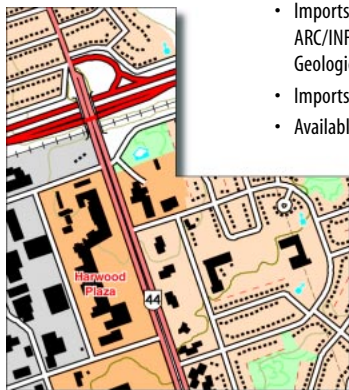 • Imports
ARC/INF
Geologi
• Imports
• Availabl
Harwood
Plaza
44